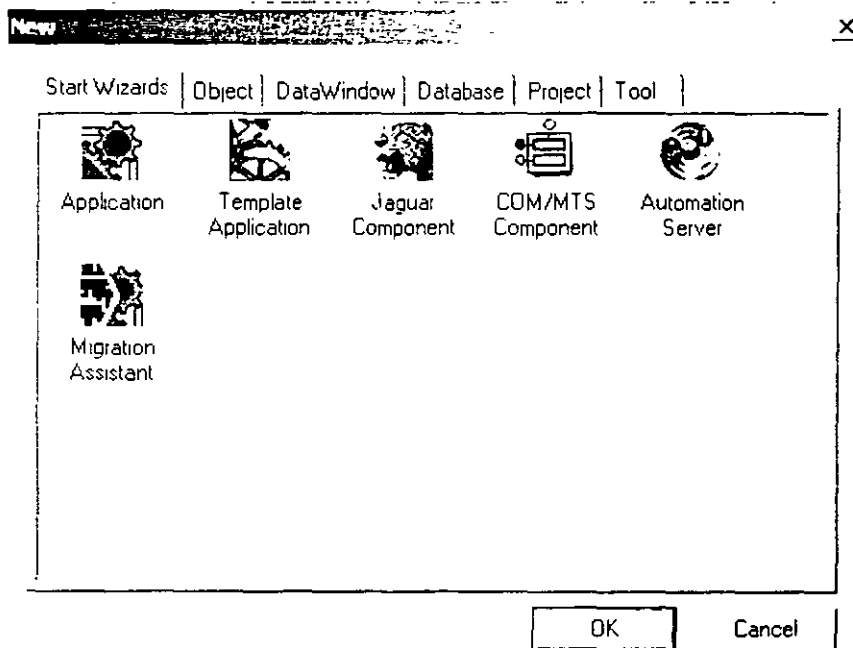 New
×
Start Wizards | Object | DataWindow | Database | Project | Tool
Application
Template Application
Jaguar Component
COM/MTS Component
Automation Server
Migration Assistant
OK
Cancel